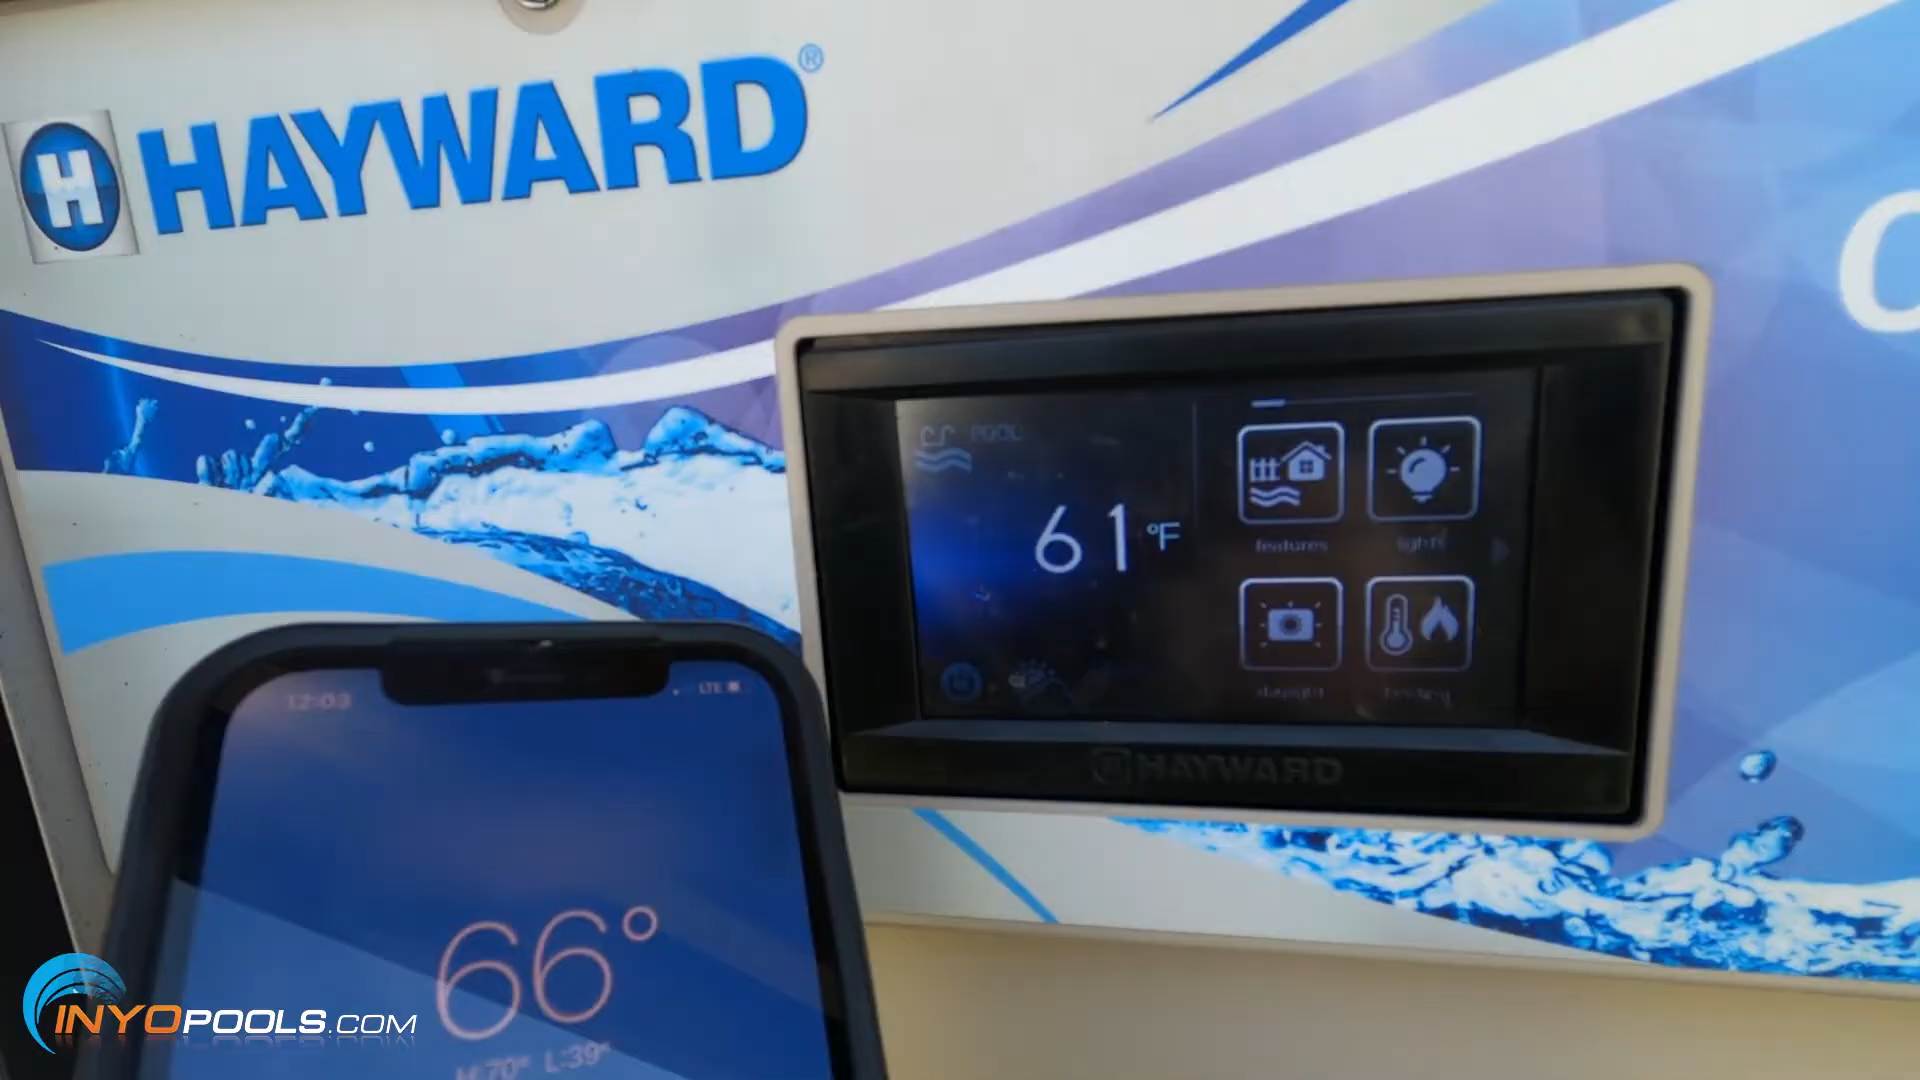 H HAYWARD®
POOL
61 °F
features
lights
heating
HAYWARD
12:03
LTE
66°
H:70° L:39°
INYOPOOLS.COM